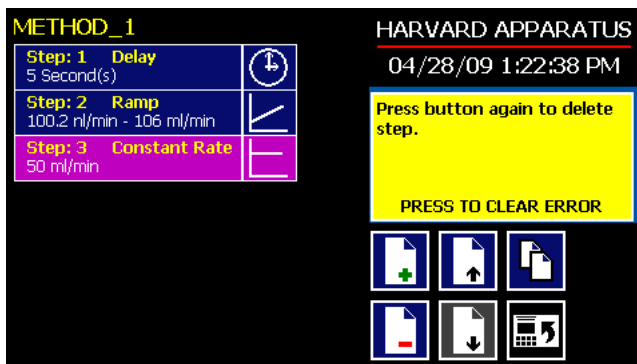 METHOD_1
Step: 1 Delay
5 Second(s)
Step: 2 Ramp
100.2 nl/min - 106 ml/min
Step: 3 Constant Rate
50 ml/min
HARVARD APPARATUS
04/28/09 1:22:38 PM
Press button again to delete
step.
PRESS TO CLEAR ERROR